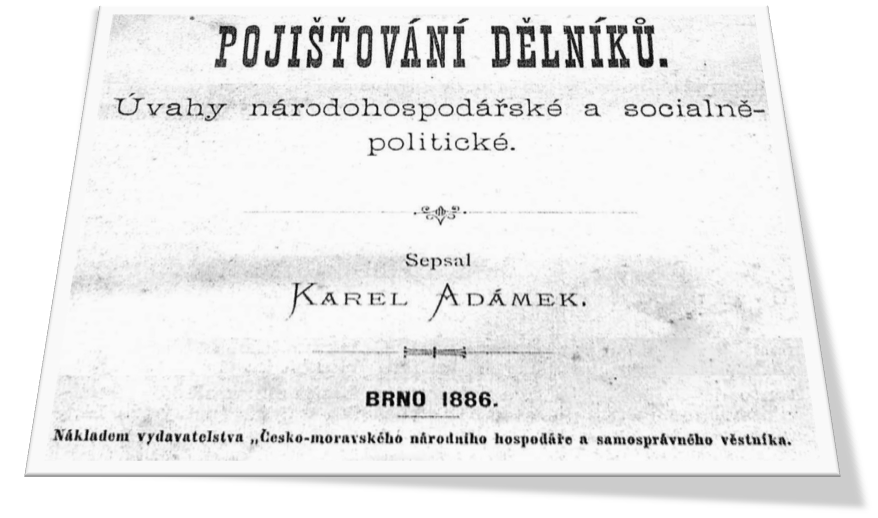 POJIŠŤOVÁNÍ DĚLNÍKŮ.
Úvahy národohospodářské a socialně-
politické.
Sepsal
KAREL ADÁMEK.
BRNO 1886.
Nákladem vydavatelstva „Česko-moravského národního hospodáře a samosprávného věstníka.